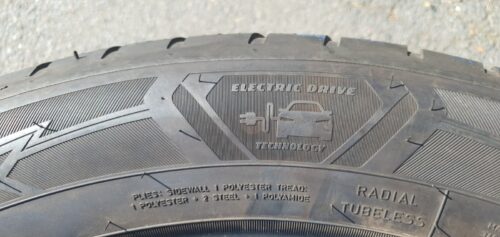 ELECTRIC DRIVE
TECHNOLOGY
PLIES: SIDEWALL 1 POLYESTER TREAD:
1 POLYESTER + 2 STEEL + 1 POLYAMIDE
RADIAL
TUBELESS